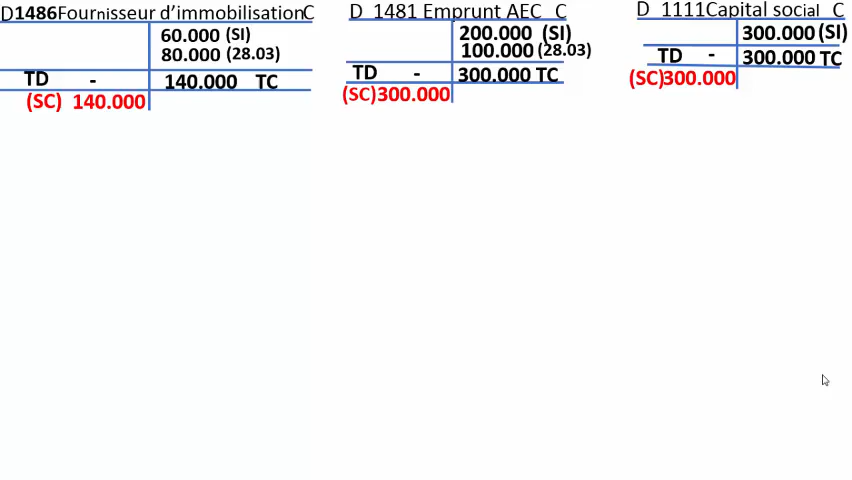 D1486Fournisseur d'immobilisationC
60.000 (SI)
80.000 (28.03)
TD - 140.000 TC
(SC) 140.000
D 1481 Emprunt AEC C
200.000 (SI)
100.000 (28.03)
TD - 300.000 TC
(SC)300.000
D 1111Capital social C
300.000 (SI)
TD - 300.000 TC
(SC)300.000